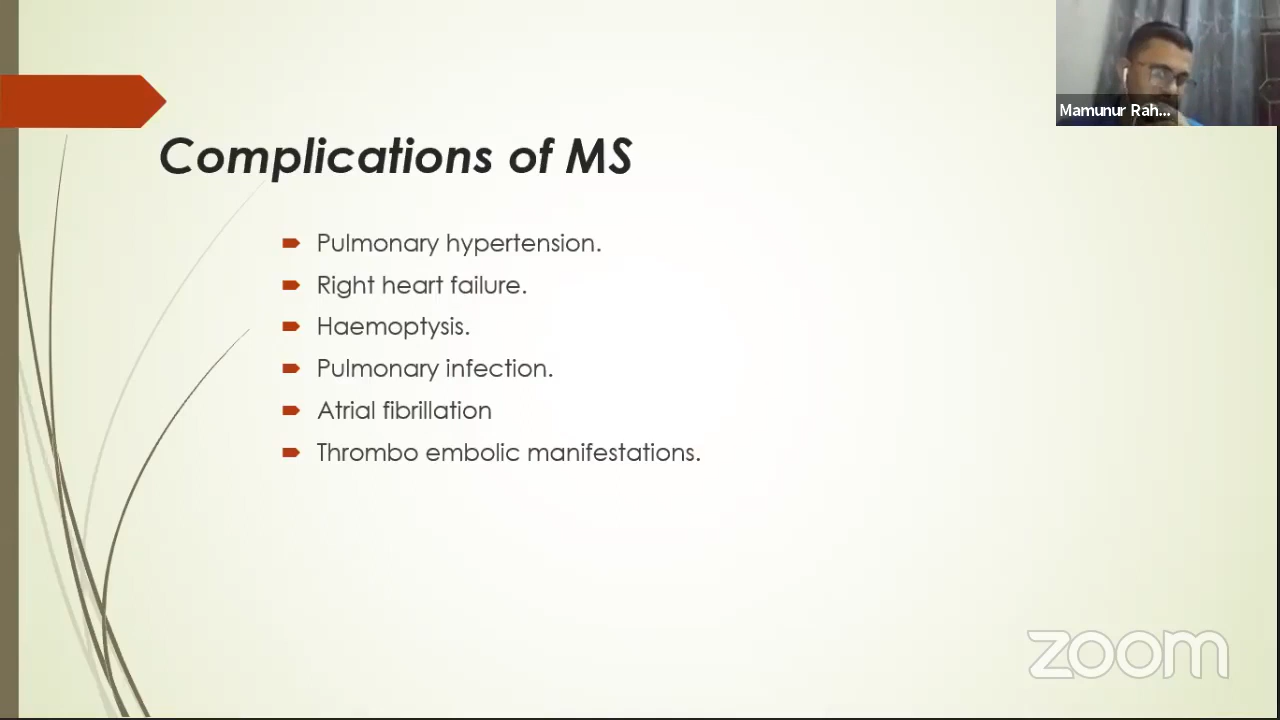 Mamunur Rah...
Complications of MS
Pulmonary hypertension.
Right heart failure.
Haemoptysis.
Pulmonary infection.
Atrial fibrillation
Thrombo embolic manifestations.
zoom